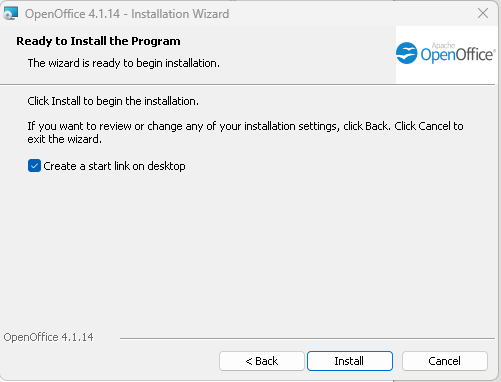 OpenOffice 4.1.14 - Installation Wizard
Ready to Install the Program
The wizard is ready to begin installation.
Apache
OpenOffice
Click Install to begin the installation.
If you want to review or change any of your installation settings, click Back. Click Cancel to
exit the wizard.
Create a start link on desktop
OpenOffice 4.1.14
< Back
Install
Cancel